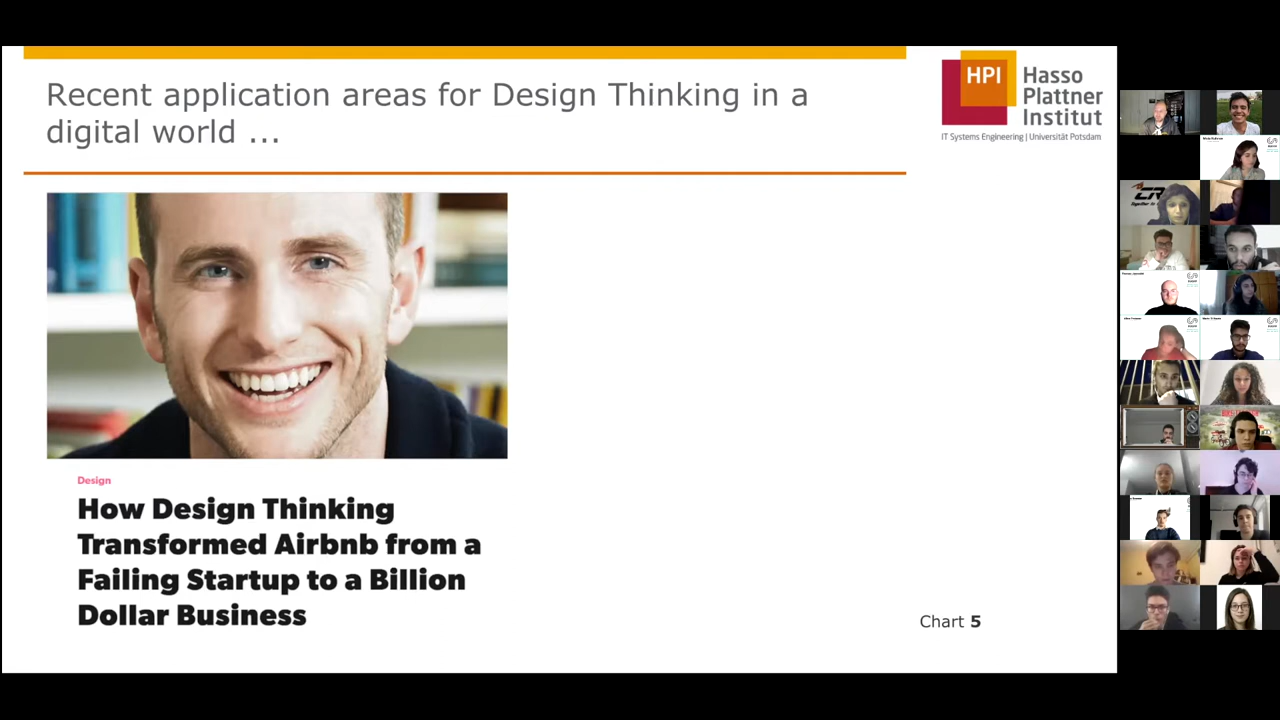 Recent application areas for Design Thinking in a
digital world ...
HPI
Hasso
Plattner
Institut
IT Systems Engineering | Universität Potsdam
Design
How Design Thinking
Transformed Airbnb from a
Failing Startup to a Billion
Dollar Business
Chart 5